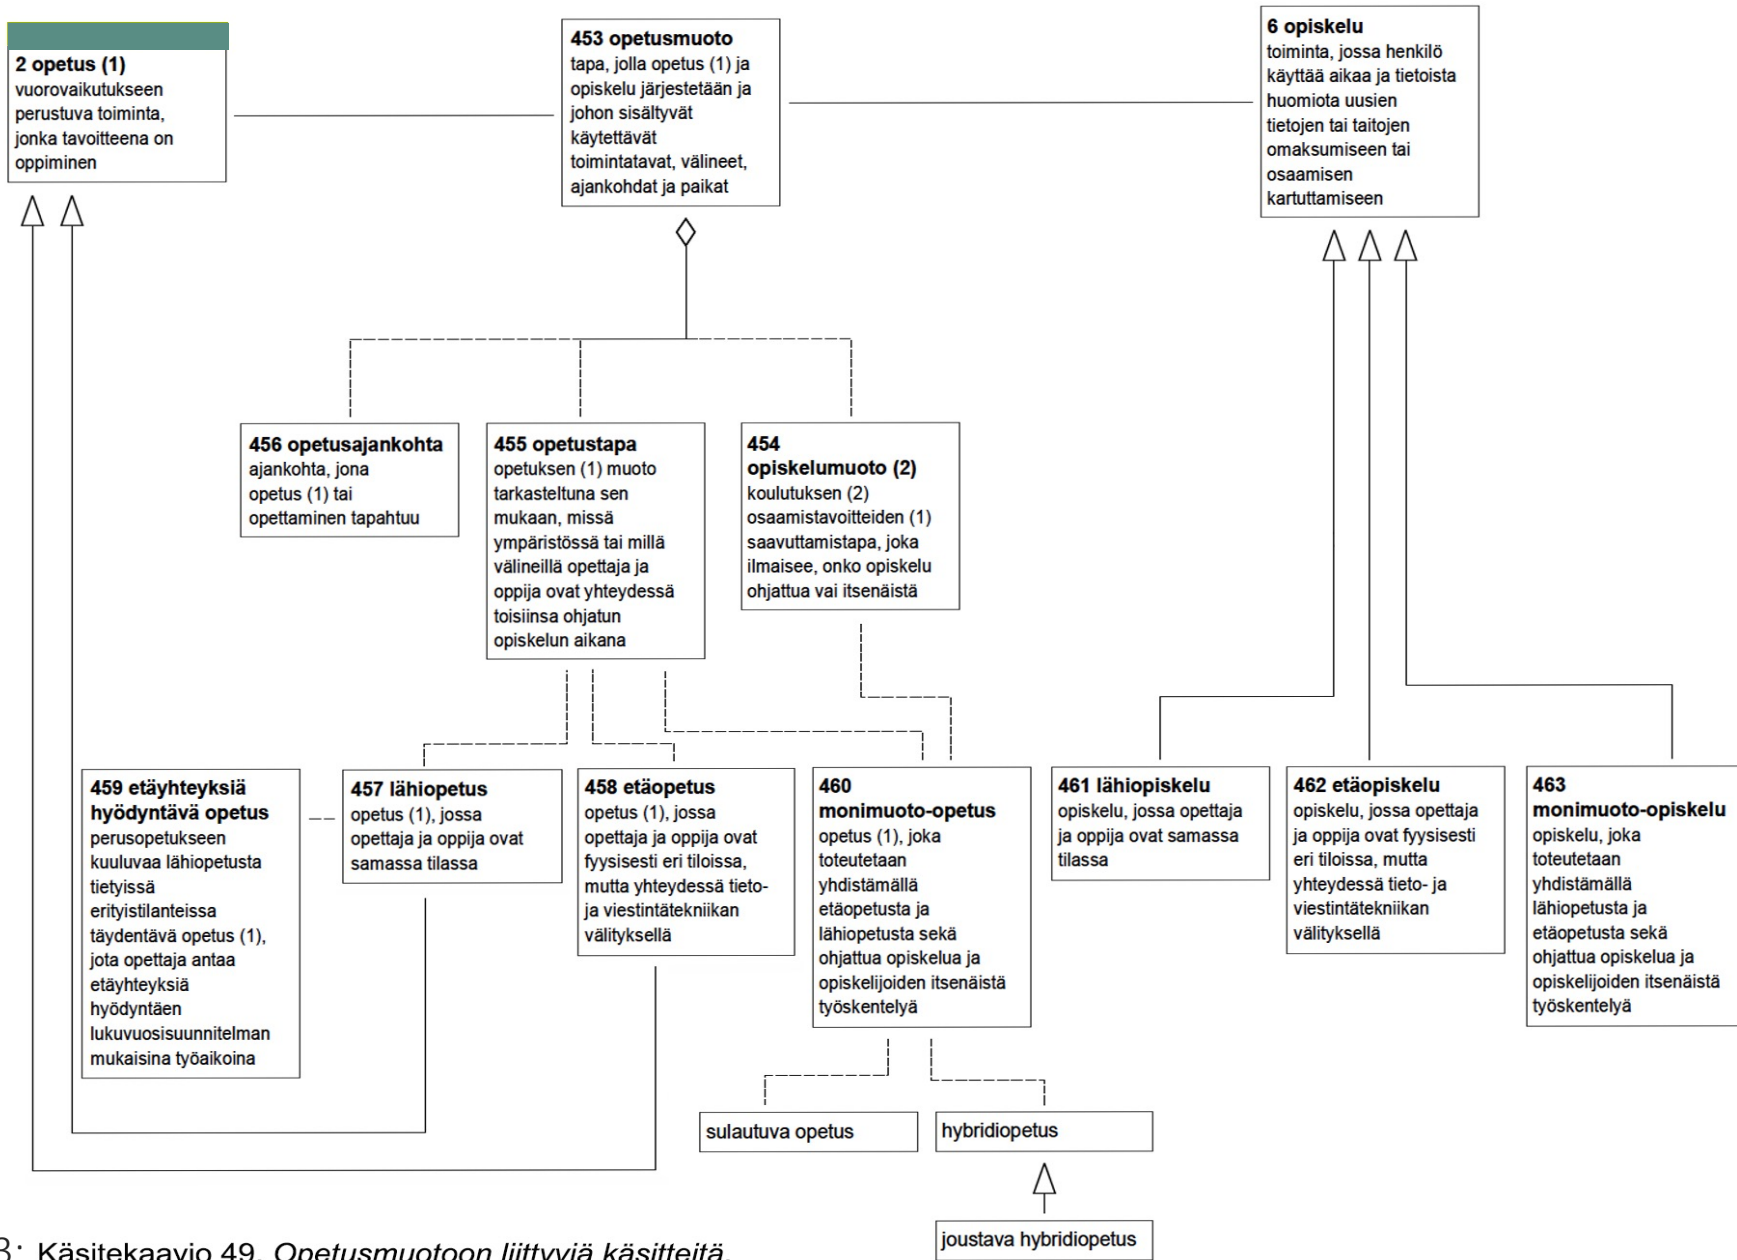 2 opetus (1)
vuorovaikutukseen
perustuva toiminta,
jonka tavoitteena on
oppiminen
453 opetusmuoto
tapa, jolla opetus (1) ja
opiskelu järjestetään ja
johon sisältyvät
käytettävät
toimintatavat, välineet,
ajankohdat ja paikat
6 opiskelu
toiminta, jossa henkilö
käyttää aikaa ja tietoista
huomiota uusien
tietojen tai taitojen
omaksumiseen tai
osaamisen
kartuttamiseen
456 opetusajankohta
ajankohta, jona
opetus (1) tai
opettaminen tapahtuu
455 opetustapa
opetuksen (1) muoto
tarkasteltuna sen
mukaan, missä
ympäristössä tai millä
välineillä opettaja ja
oppija ovat yhteydessä
toisiinsa ohjatun
opiskelun aikana
454
opiskelumuoto (2)
koulutuksen (2)
osaamistavoitteiden (1)
saavuttamistapa, joka
ilmaisee, onko opiskelu
ohjattua vai itsenäistä
459 etäyhteyksiä
hyödyntävä opetus
perusopetukseen
kuuluvaa lähiopetusta
tietyissä
erityistilanteissa
täydentävä opetus (1),
jota opettaja antaa
etäyhteyksiä
hyödyntäen
lukuvuosisuunnitelman
mukaisina työaikoina
457 lähiopetus
opetus (1), jossa
opettaja ja oppija ovat
samassa tilassa
458 etäopetus
opetus (1), jossa
opettaja ja oppija ovat
fyysisesti eri tiloissa,
mutta yhteydessä tieto-
ja viestintätekniikan
välityksellä
460
monimuoto-opetus
opetus (1), joka
toteutetaan
yhdistämällä
etäopetusta ja
lähiopetusta sekä
ohjattua opiskelua ja
opiskelijoiden itsenäistä
työskentelyä
461 lähiopiskelu
opiskelu, jossa opettaja
ja oppija ovat samassa
tilassa
462 etäopiskelu
opiskelu, jossa opettaja
ja oppija ovat fyysisesti
eri tiloissa, mutta
yhteydessä tieto- ja
viestintätekniikan
välityksellä
463
monimuoto-opiskelu
opiskelu, joka
toteutetaan
yhdistämällä
lähiopetusta ja
etäopetusta sekä
ohjattua opiskelua ja
opiskelijoiden itsenäistä
työskentelyä
sulautuva opetus
hybridiopetus
joustava hybridiopetus
Käsitekaavio 49. Opetusmuotoon liittyviä käsitteitä.